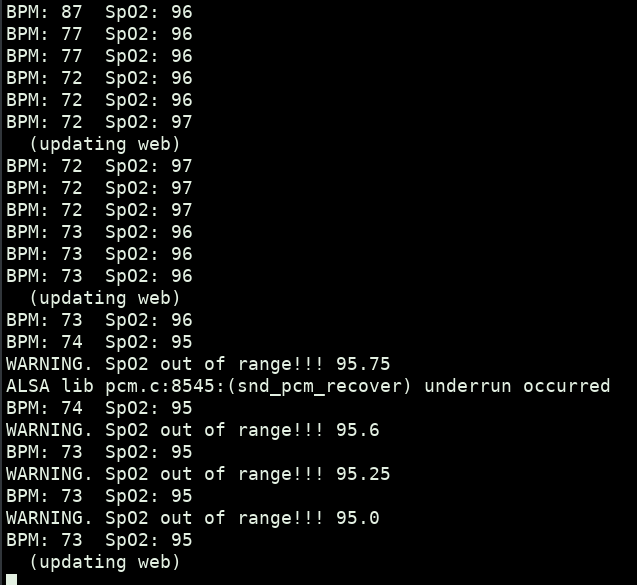 BPM: 87  SpO2: 96
BPM: 77  SpO2: 96
BPM: 77  SpO2: 96
BPM: 72  SpO2: 96
BPM: 72  SpO2: 96
BPM: 72  SpO2: 97
  (updating web)
BPM: 72  SpO2: 97
BPM: 72  SpO2: 97
BPM: 72  SpO2: 97
BPM: 73  SpO2: 96
BPM: 73  SpO2: 96
BPM: 73  SpO2: 96
  (updating web)
BPM: 73  SpO2: 96
BPM: 74  SpO2: 95
WARNING. SpO2 out of range!!! 95.75
ALSA lib pcm.c:8545:(snd_pcm_recover) underrun occurred
BPM: 74  SpO2: 95
WARNING. SpO2 out of range!!! 95.6
BPM: 73  SpO2: 95
WARNING. SpO2 out of range!!! 95.25
BPM: 73  SpO2: 95
WARNING. SpO2 out of range!!! 95.0
BPM: 73  SpO2: 95
  (updating web)